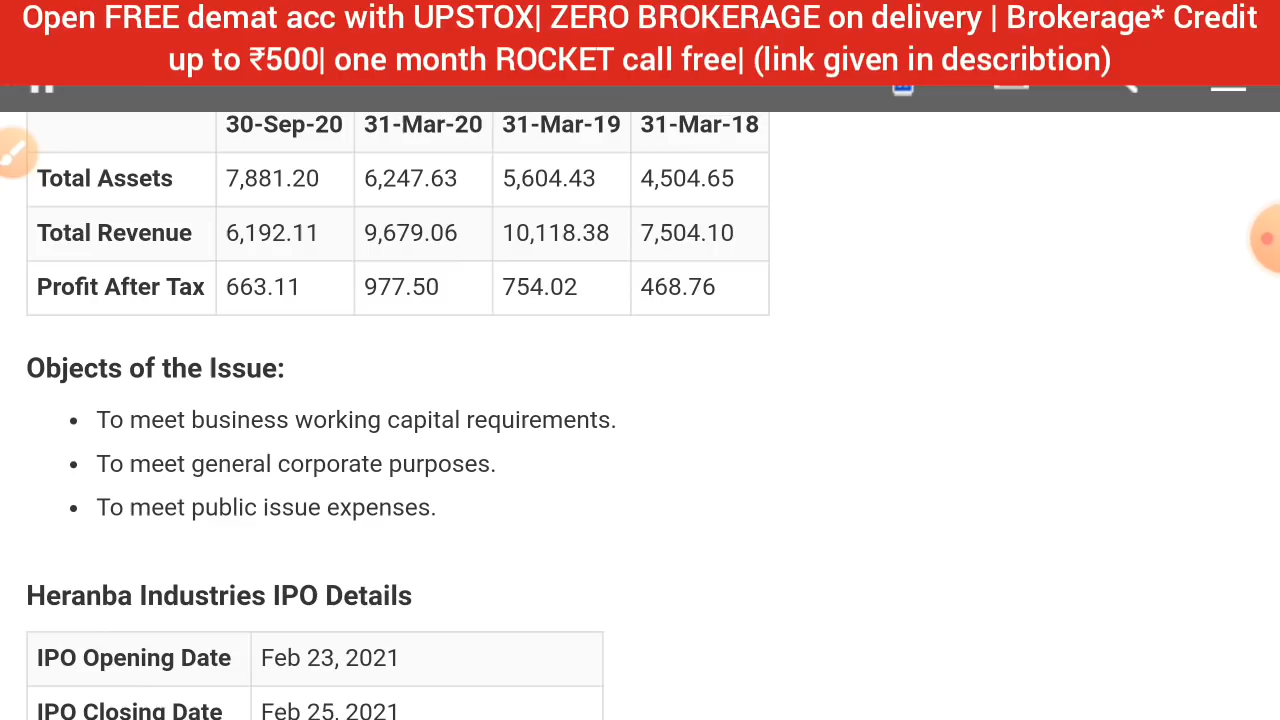 Open FREE demat acc with UPSTOX| ZERO BROKERAGE on delivery | Brokerage* Credit
up to ₹500| one month ROCKET call free| (link given in describtion)
30-Sep-20 31-Mar-20 31-Mar-19 31-Mar-18
Total Assets 7,881.20 6,247.63 5,604.43 4,504.65
Total Revenue 6,192.11 9,679.06 10,118.38 7,504.10
Profit After Tax 663.11 977.50 754.02 468.76
Objects of the Issue:
• To meet business working capital requirements.
• To meet general corporate purposes.
• To meet public issue expenses.
Heranba Industries IPO Details
IPO Opening Date Feb 23, 2021
IPO Closing Date Feb 25, 2021